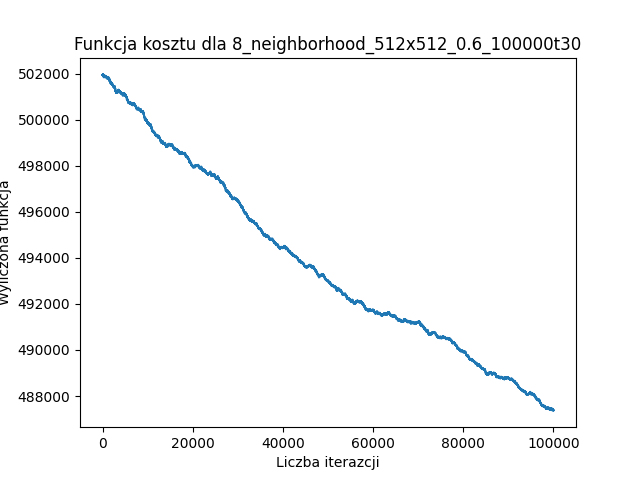 Funkcja kosztu dla 8_neighborhood_512x512_0.6_100000t30
502000
500000
498000
496000
494000
492000
490000
488000
Wyliczona funkcja
0 20000 40000 60000 80000 100000
Liczba iterazcji